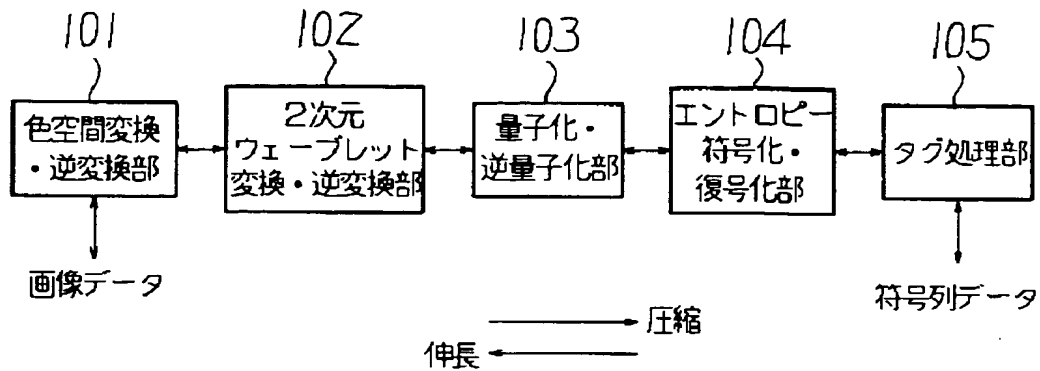 101
102
103
104
105
色空間変換
・逆変換部
2次元
ウェーブレット
変換・逆変換部
量子化・
逆量子化部
エントロピー
符号化・
復号化部
タグ処理部
画像データ
符号列データ
圧縮
伸長